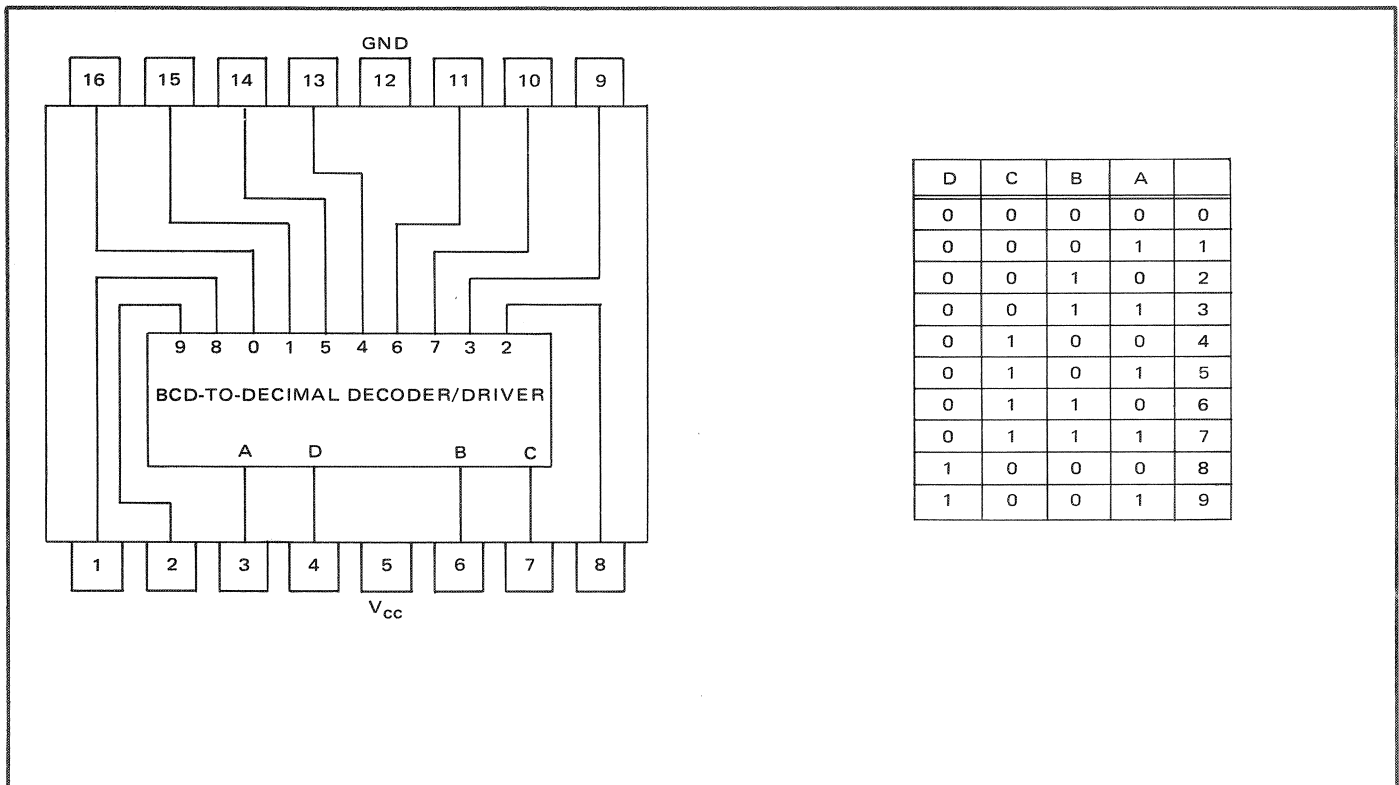 GND
16 15 14 13 12 11 10 9
9 8 0 1 5 4 6 7 3 2
BCD-TO-DECIMAL DECODER/DRIVER
A D B C
1 2 3 4 5 6 7 8
VCC
D C B A
0 0 0 0 0
0 0 0 1 1
0 0 1 0 2
0 0 1 1 3
0 1 0 0 4
0 1 0 1 5
0 1 1 0 6
0 1 1 1 7
1 0 0 0 8
1 0 0 1 9